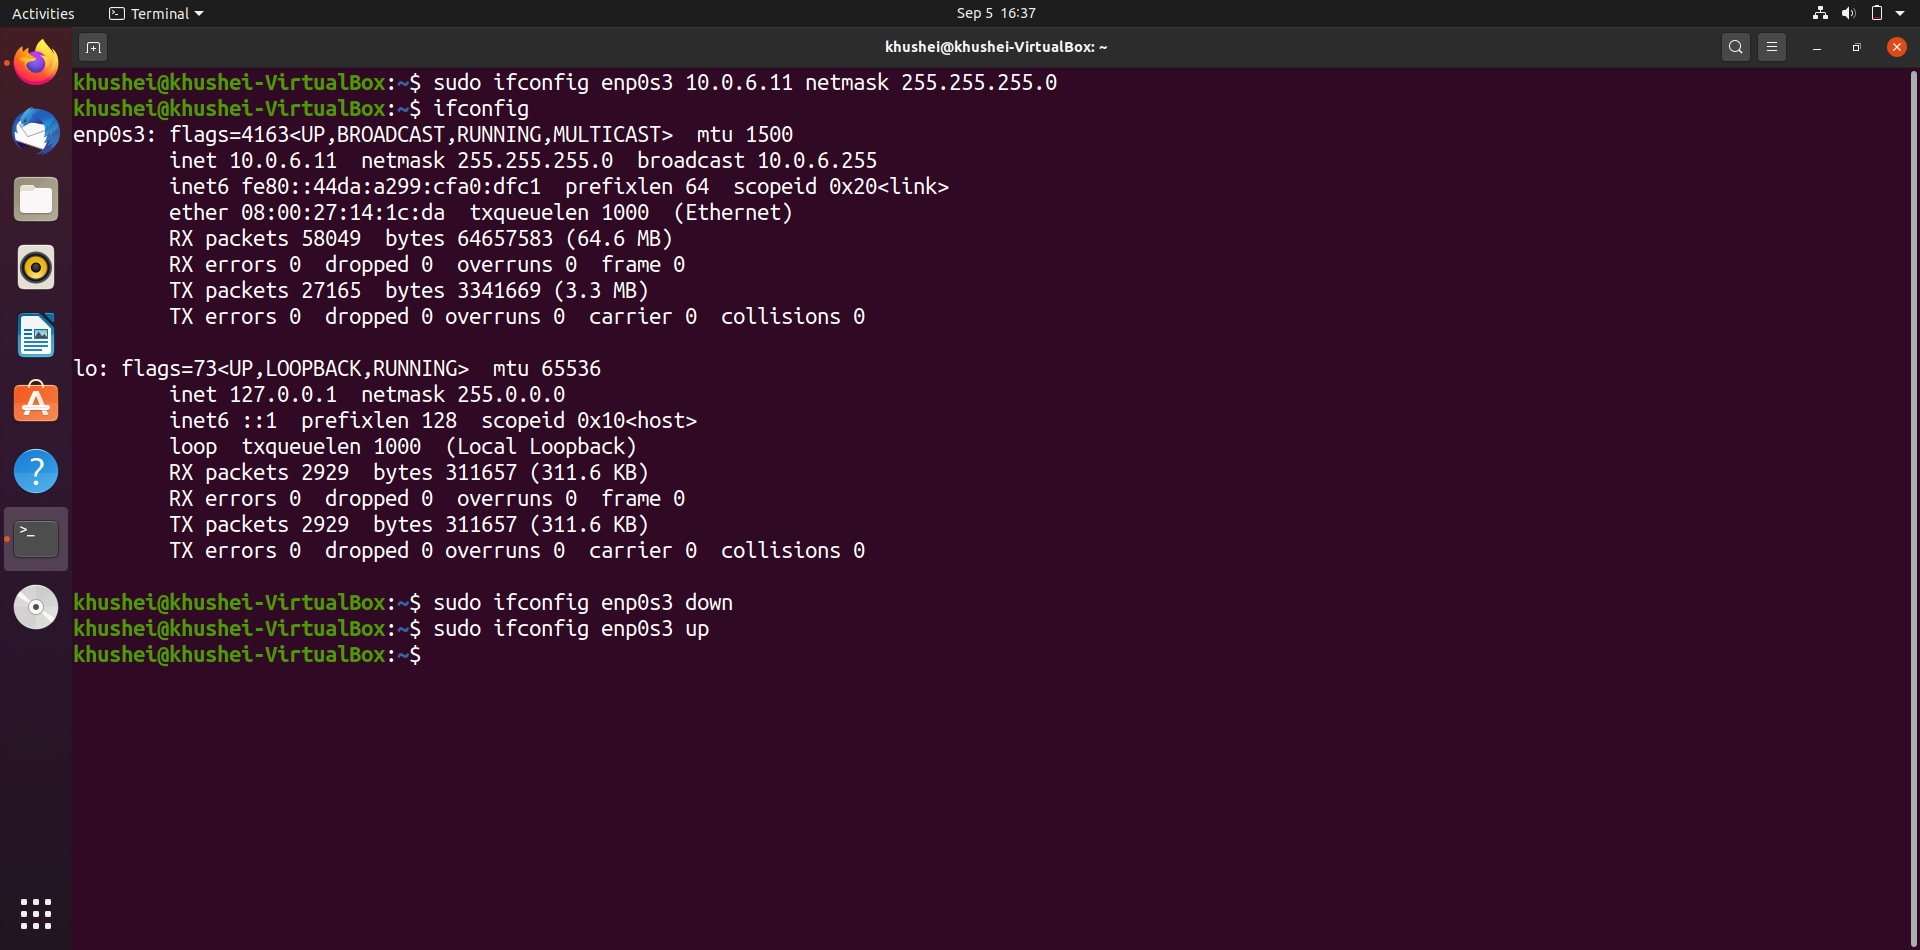 Activities Terminal Sep 5 16:37
khushei@khushei-VirtualBox: ~
khushei@khushei-VirtualBox:~$ sudo ifconfig enp0s3 10.0.6.11 netmask 255.255.255.0
khushei@khushei-VirtualBox:~$ ifconfig
enp0s3: flags=4163<UP,BROADCAST,RUNNING,MULTICAST>  mtu 1500
        inet 10.0.6.11  netmask 255.255.255.0  broadcast 10.0.6.255
        inet6 fe80::44da:a299:cfa0:dfc1  prefixlen 64  scopeid 0x20<link>
        ether 08:00:27:14:1c:da  txqueuelen 1000  (Ethernet)
        RX packets 58049  bytes 64657583 (64.6 MB)
        RX errors 0  dropped 0  overruns 0  frame 0
        TX packets 27165  bytes 3341669 (3.3 MB)
        TX errors 0  dropped 0 overruns 0  carrier 0  collisions 0
lo: flags=73<UP,LOOPBACK,RUNNING>  mtu 65536
        inet 127.0.0.1  netmask 255.0.0.0
        inet6 ::1  prefixlen 128  scopeid 0x10<host>
        loop  txqueuelen 1000  (Local Loopback)
        RX packets 2929  bytes 311657 (311.6 KB)
        RX errors 0  dropped 0  overruns 0  frame 0
        TX packets 2929  bytes 311657 (311.6 KB)
        TX errors 0  dropped 0 overruns 0  carrier 0  collisions 0
khushei@khushei-VirtualBox:~$ sudo ifconfig enp0s3 down
khushei@khushei-VirtualBox:~$ sudo ifconfig enp0s3 up
khushei@khushei-VirtualBox:~$